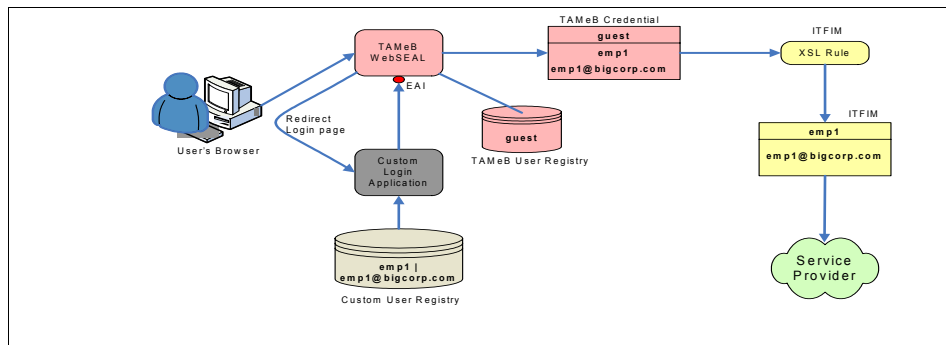 TAMeB Credential
guest
emp1
emp1@bigcorp.com
ITFIM
XSL Rule
TAMeB
WebSEAL
EAI
Redirect
Login page
User's Browser
guest
TAMeB User Registry
Custom
Login
Application
emp1 |
emp1@bigcorp.com
Custom User Registry
ITFIM
emp1
emp1@bigcorp.com
Service
Provider